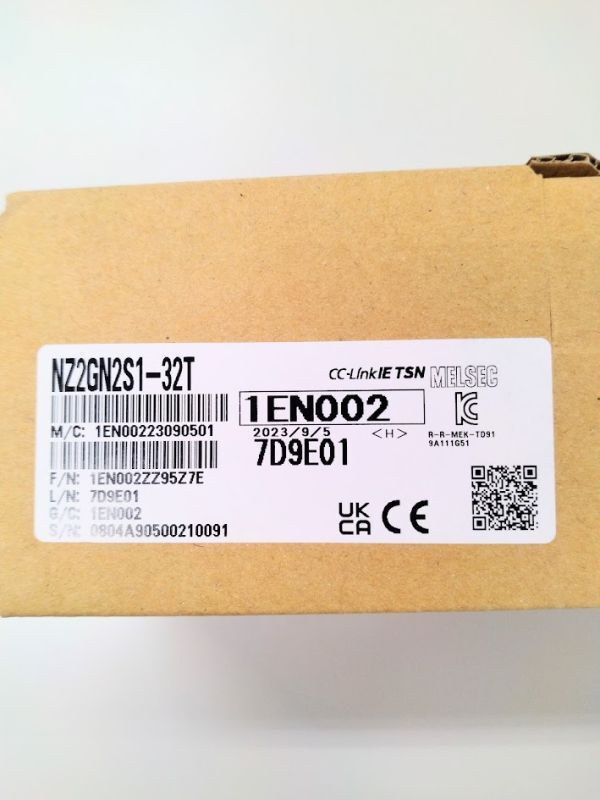 NZ2GN2S1-32T
CC-Link IE TSN MELSEC
1EN002
M/C: 1EN00223090501
2023/9/5 <H>
R-R-MEK-TD91
9A111G51
7D9E01
F/N: 1EN002ZZ95Z7E
L/N: 7D9E01
G/C: 1EN002
S/N: 0804A90500210091
UK
CA
CE